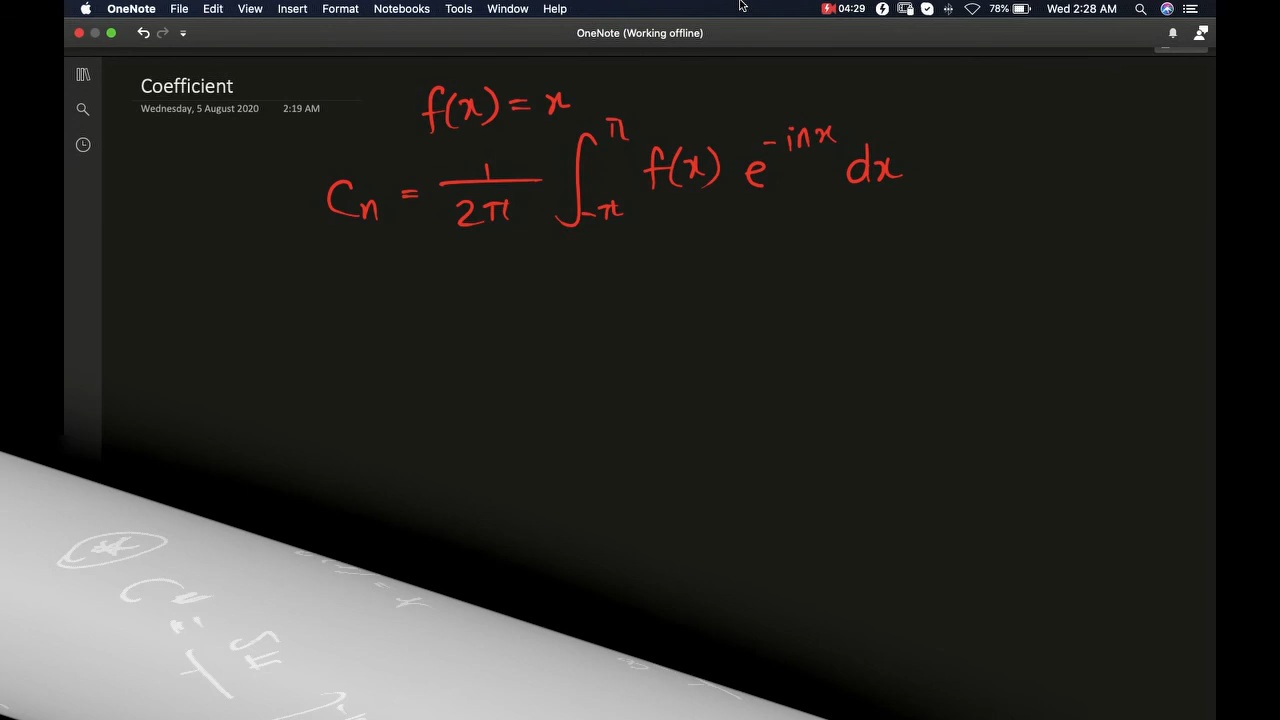 OneNote File Edit View Insert Format Notebooks Tools Window Help 04:29 78% Wed 2:28 AM
OneNote (Working offline)
Coefficient
Wednesday, 5 August 2020 2:19 AM
f(x) = x
Cn = 1/2π ∫_{-π}^{π} f(x) e^{-inx} dx